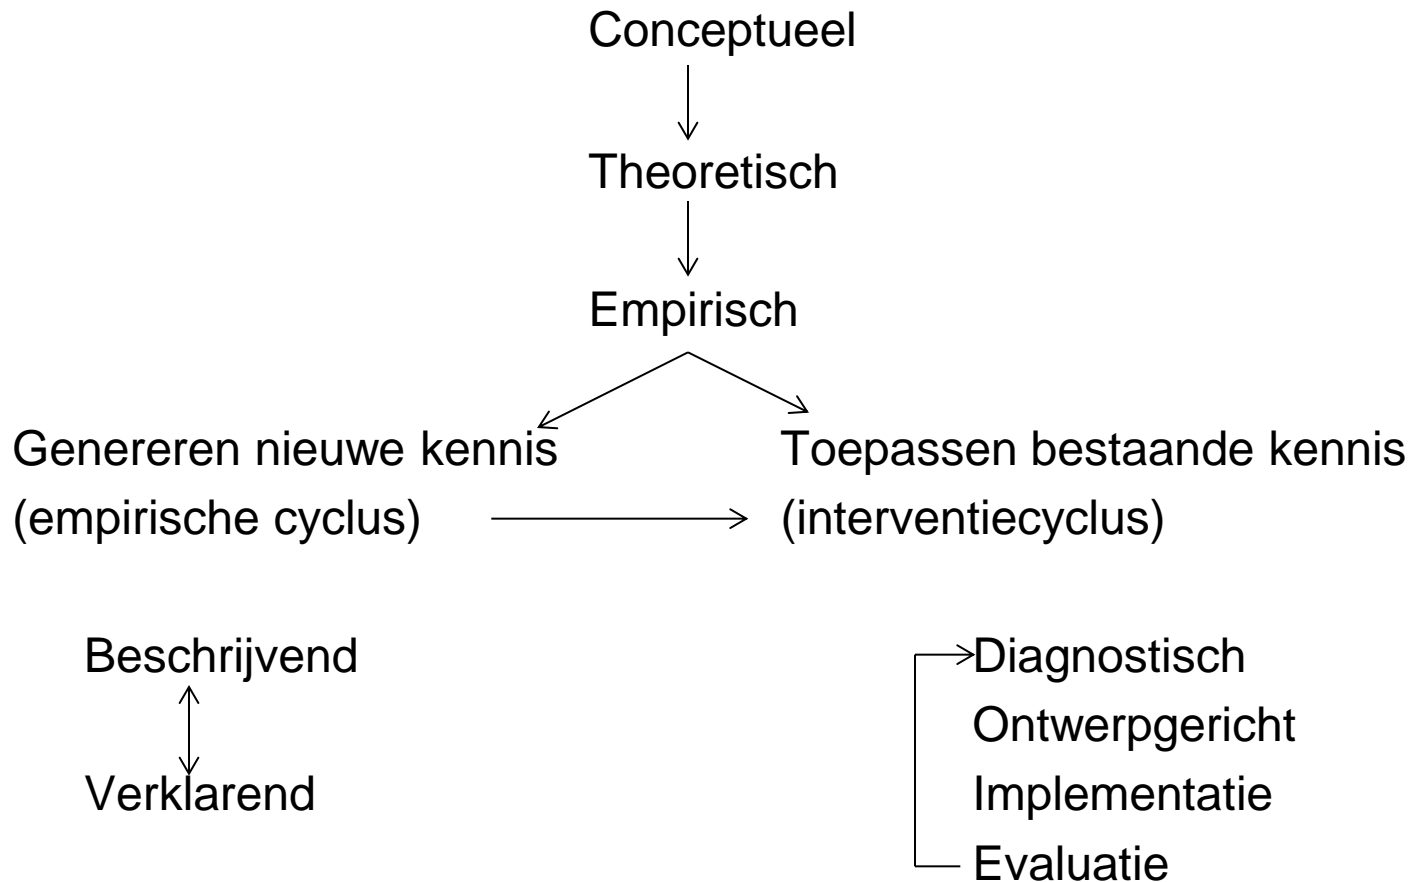 Conceptueel
Theoretisch
Empirisch
Genereren nieuwe kennis
(empirische cyclus)
Toepassen bestaande kennis
(interventiecyclus)
Beschrijvend
Verklarend
Diagnostisch
Ontwerpgericht
Implementatie
Evaluatie